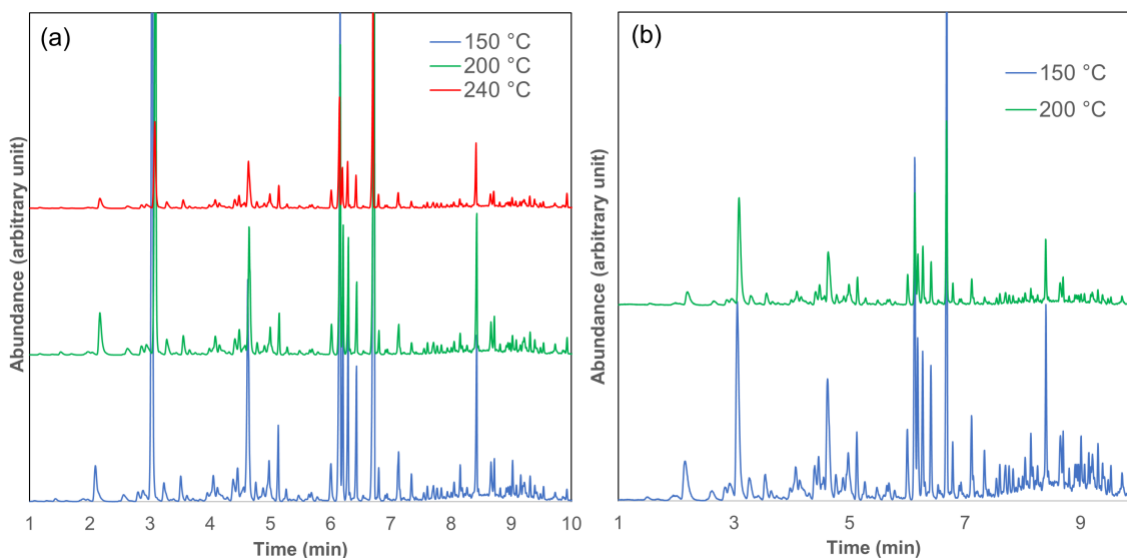 (a)
150 °C
200 °C
240 °C
Abundance (arbitrary unit)
1 2 3 4 5 6 7 8 9 10
Time (min)
(b)
150 °C
200 °C
Abundance (arbitrary unit)
1 3 5 7 9
Time (min)